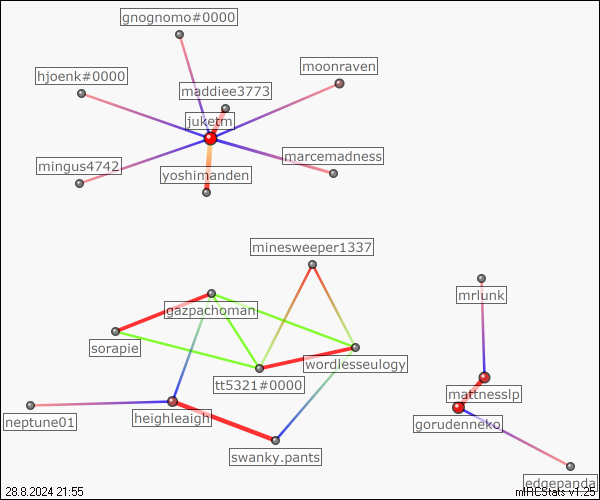 gnognomo#0000
moonraven
hjoenk#0000
maddiee3773
juketm
marcemadness
mingus4742
yoshimanden
minesweeper1337
mrlunk
gazpachoman
sorapie
wordlesseulogy
tt5321#0000
mattnesslp
heighleaigh
neptune01
gorudenneko
swanky.pants
edgepanda
28.8.2024 21:55
mIRCStats v1.25